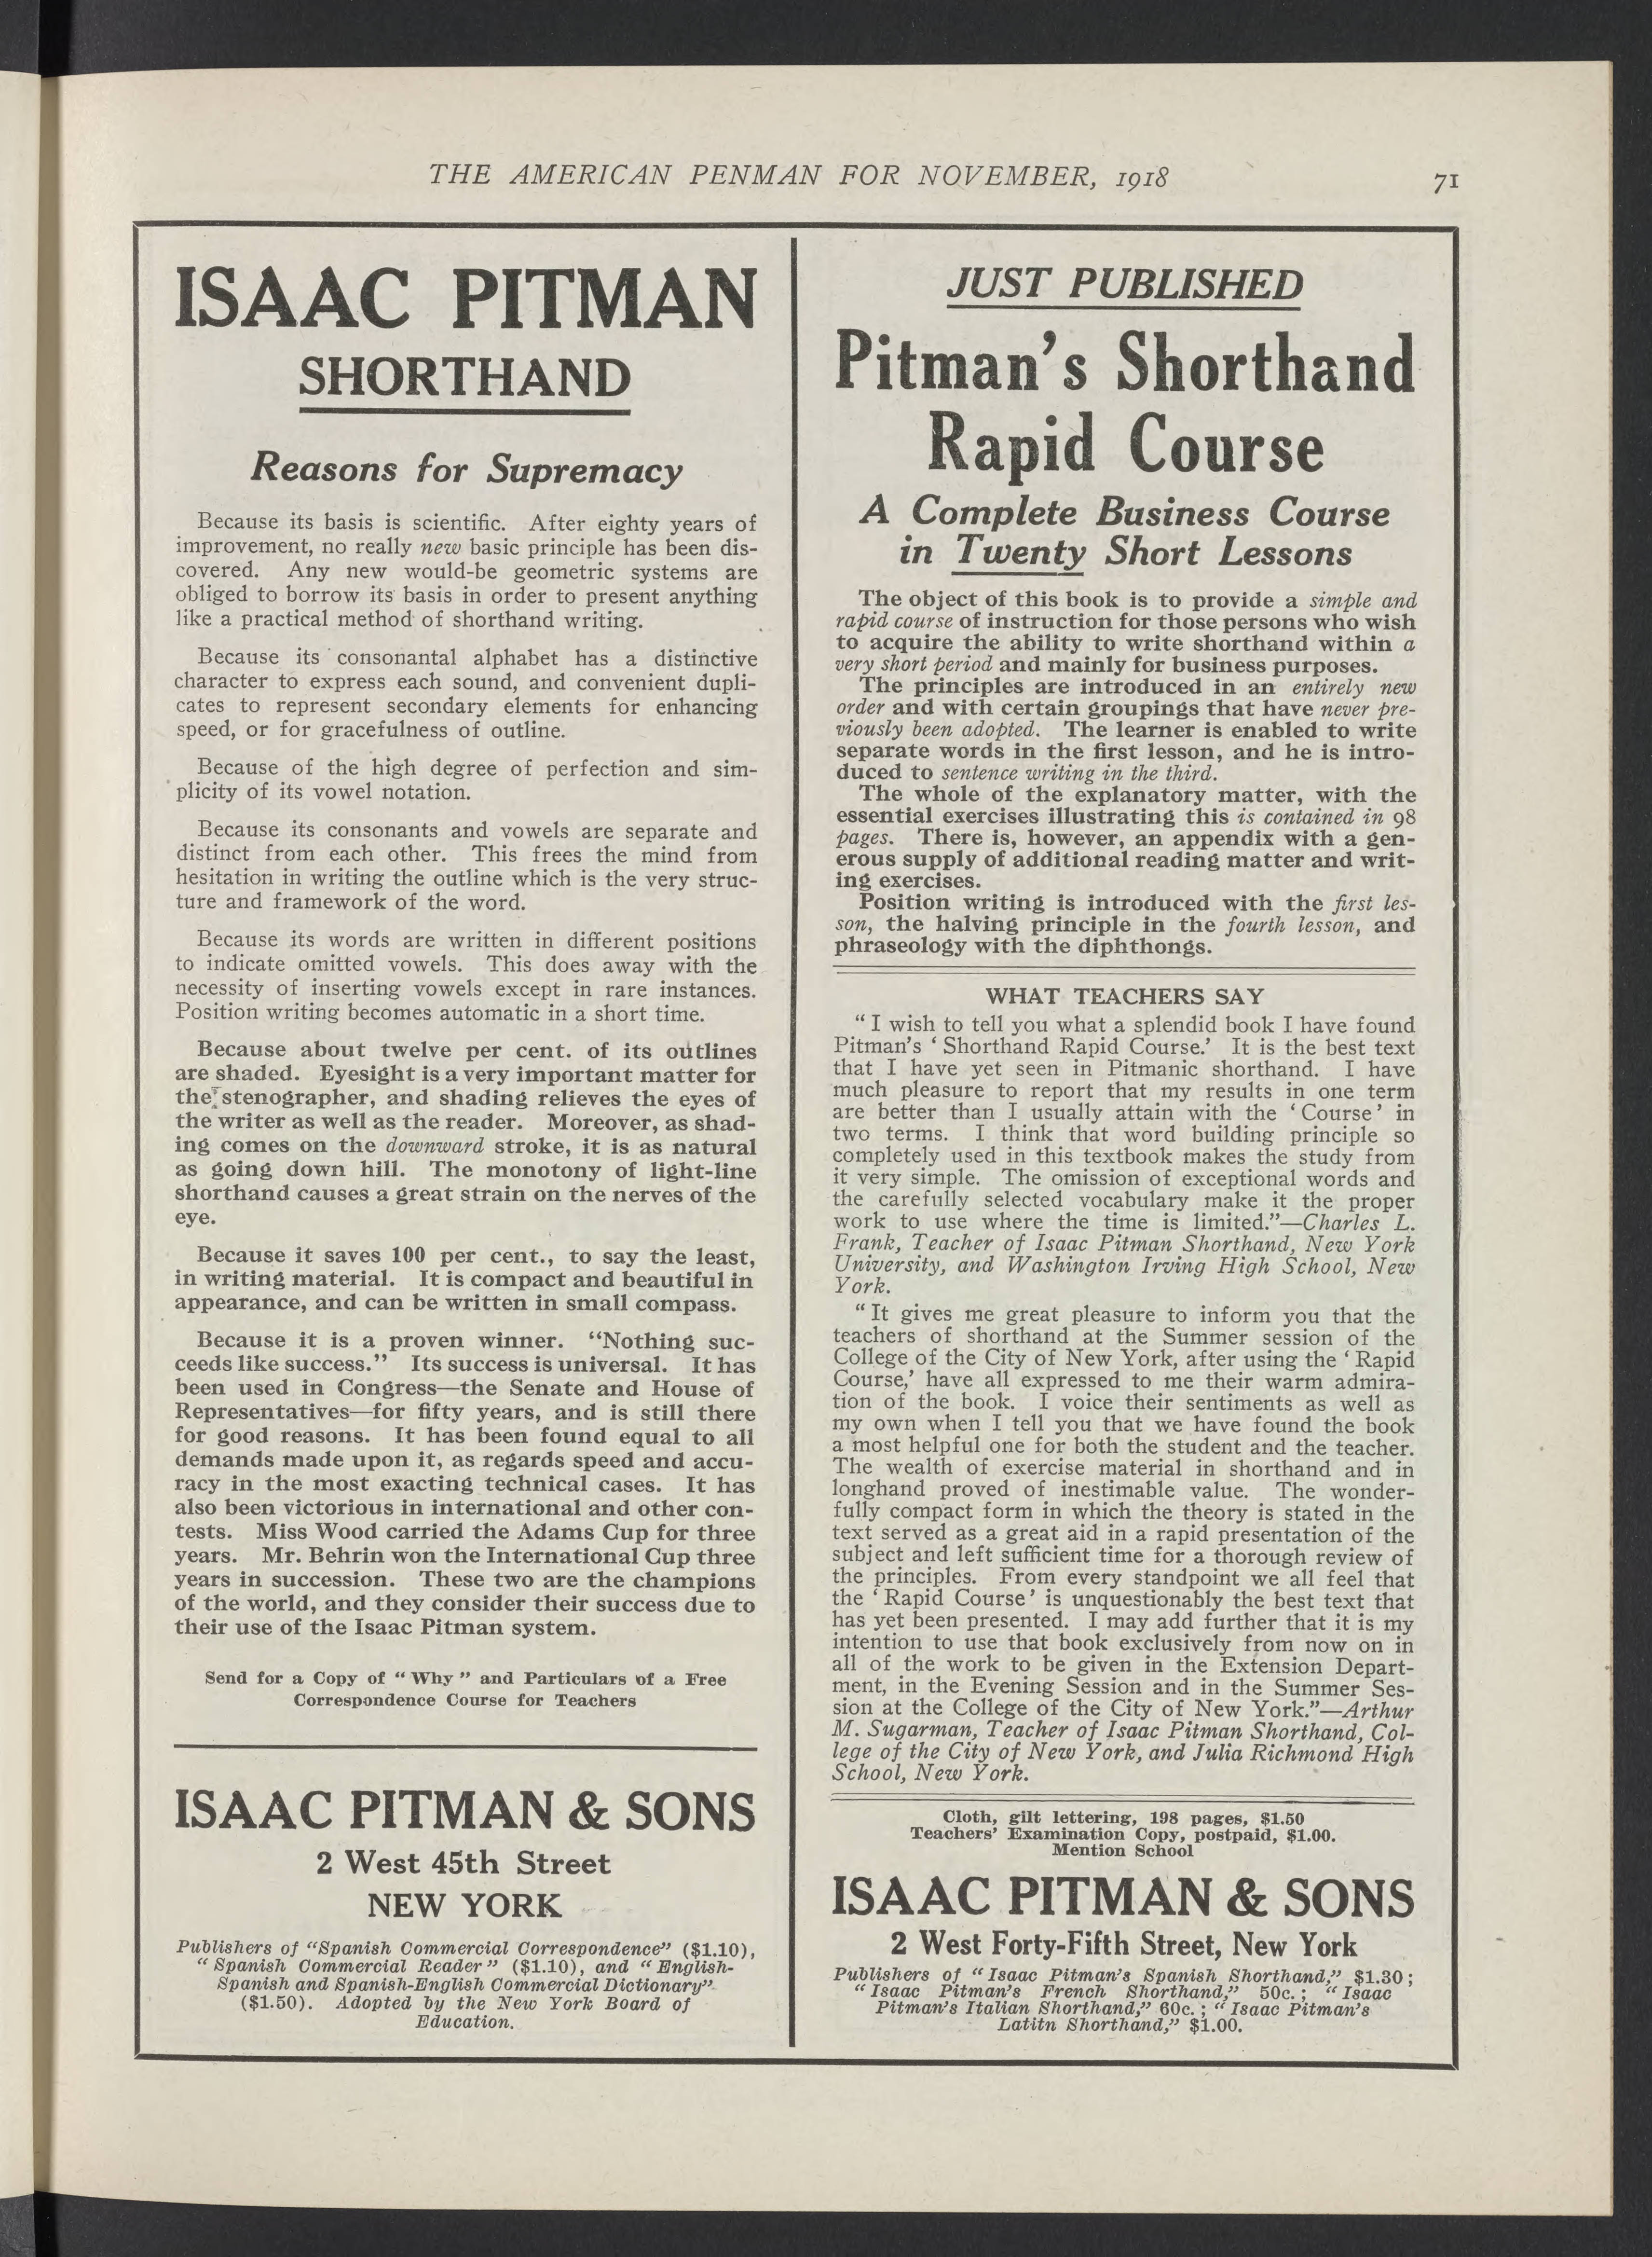 THE AMERICAN PENMAN FOR NOVEMBER, 1918
71
ISAAC PITMAN
SHORTHAND
Reasons for Supremacy
Because its basis is scientific. After eighty years of
improvement, no really new basic principle has been dis-
covered. Any new would-be geometric systems are
obliged to borrow its basis in order to present anything
like a practical method of shorthand writing.
Because its consonantal alphabet has a distinctive
character to express each sound, and convenient dupli-
cates to represent secondary elements for enhancing
speed, or for gracefulness of outline.
Because of the high degree of perfection and sim-
plicity of its vowel notation.
Because its consonants and vowels are separate and
distinct from each other. This frees the mind from
hesitation in writing the outline which is the very struc-
ture and framework of the word.
Because its words are written in different positions
to indicate omitted vowels. This does away with the
necessity of inserting vowels except in rare instances.
Position writing becomes automatic in a short time.
Because about twelve per cent. of its outlines
are shaded. Eyesight is a very important matter for
the stenographer, and shading relieves the eyes of
the writer as well as the reader. Moreover, as shad-
ing comes on the downward stroke, it is as natural
as going down hill. The monotony of light-line
shorthand causes a great strain on the nerves of the
eye.
Because it saves 100 per cent., to say the least,
in writing material. It is compact and beautiful in
appearance, and can be written in small compass.
Because it is a proven winner. "Nothing suc-
ceeds like success." Its success is universal. It has
been used in Congress—the Senate and House of
Representatives—for fifty years, and is still there
for good reasons. It has been found equal to all
demands made upon it, as regards speed and accu-
racy in the most exacting technical cases. It has
also been victorious in international and other con-
tests. Miss Wood carried the Adams Cup for three
years. Mr. Behrin won the International Cup three
years in succession. These two are the champions
of the world, and they consider their success due to
their use of the Isaac Pitman system.
Send for a Copy of "Why" and Particulars of a Free
Correspondence Course for Teachers
ISAAC PITMAN & SONS
2 West 45th Street
NEW YORK
Publishers of "Spanish Commercial Correspondence" ($1.10),
"Spanish Commercial Reader" ($1.10), and "English-
Spanish and Spanish-English Commercial Dictionary"
($1.50). Adopted by the New York Board of
Education.
JUST PUBLISHED
Pitman's Shorthand
Rapid Course
A Complete Business Course
in Twenty Short Lessons
The object of this book is to provide a simple and
rapid course of instruction for those persons who wish
to acquire the ability to write shorthand within a
very short period and mainly for business purposes.
The principles are introduced in an entirely new
order and with certain groupings that have never pre-
viously been adopted. The learner is enabled to write
separate words in the first lesson, and he is intro-
duced to sentence writing in the third.
The whole of the explanatory matter, with the
essential exercises illustrating this is contained in 98
pages. There is, however, an appendix with a gen-
erous supply of additional reading matter and writ-
ing exercises.
Position writing is introduced with the first les-
son, the halving principle in the fourth lesson, and
phraseology with the diphthongs.
WHAT TEACHERS SAY
"I wish to tell you what a splendid book I have found
Pitman's 'Shorthand Rapid Course.' It is the best text
that I have yet seen in Pitmanic shorthand. I have
much pleasure to report that my results in one term
are better than I usually attain with the 'Course' in
two terms. I think that word building principle so
completely used in this textbook makes the study from
it very simple. The omission of exceptional words and
the carefully selected vocabulary make it the proper
work to use where the time is limited."—Charles L.
Frank, Teacher of Isaac Pitman Shorthand, New York
University, and Washington Irving High School, New
York.
"It gives me great pleasure to inform you that the
teachers of shorthand at the Summer session of the
College of the City of New York, after using the 'Rapid
Course,' have all expressed to me their warm admira-
tion of the book. I voice their sentiments as well as
my own when I tell you that we have found the book
a most helpful one for both the student and the teacher.
The wealth of exercise material in shorthand and in
longhand proved of inestimable value. The wonder-
fully compact form in which the theory is stated in the
text served as a great aid in a rapid presentation of the
subject and left sufficient time for a thorough review of
the principles. From every standpoint we all feel that
the 'Rapid Course' is unquestionably the best text that
has yet been presented. I may add further that it is my
intention to use that book exclusively from now on in
all of the work to be given in the Extension Depart-
ment, in the Evening Session and in the Summer Ses-
sion at the College of the City of New York."—Arthur
M. Sugarman, Teacher of Isaac Pitman Shorthand, Col-
lege of the City of New York, and Julia Richmond High
School, New York.
Cloth, gilt lettering, 198 pages, $1.50
Teachers' Examination Copy, postpaid, $1.00.
Mention School
ISAAC PITMAN & SONS
2 West Forty-Fifth Street, New York
Publishers of "Isaac Pitman's Spanish Shorthand," $1.30;
"Isaac Pitman's French Shorthand," 50c.; "Isaac
Pitman's Italian Shorthand," 60c.; "Isaac Pitman's
Latitn Shorthand," $1.00.